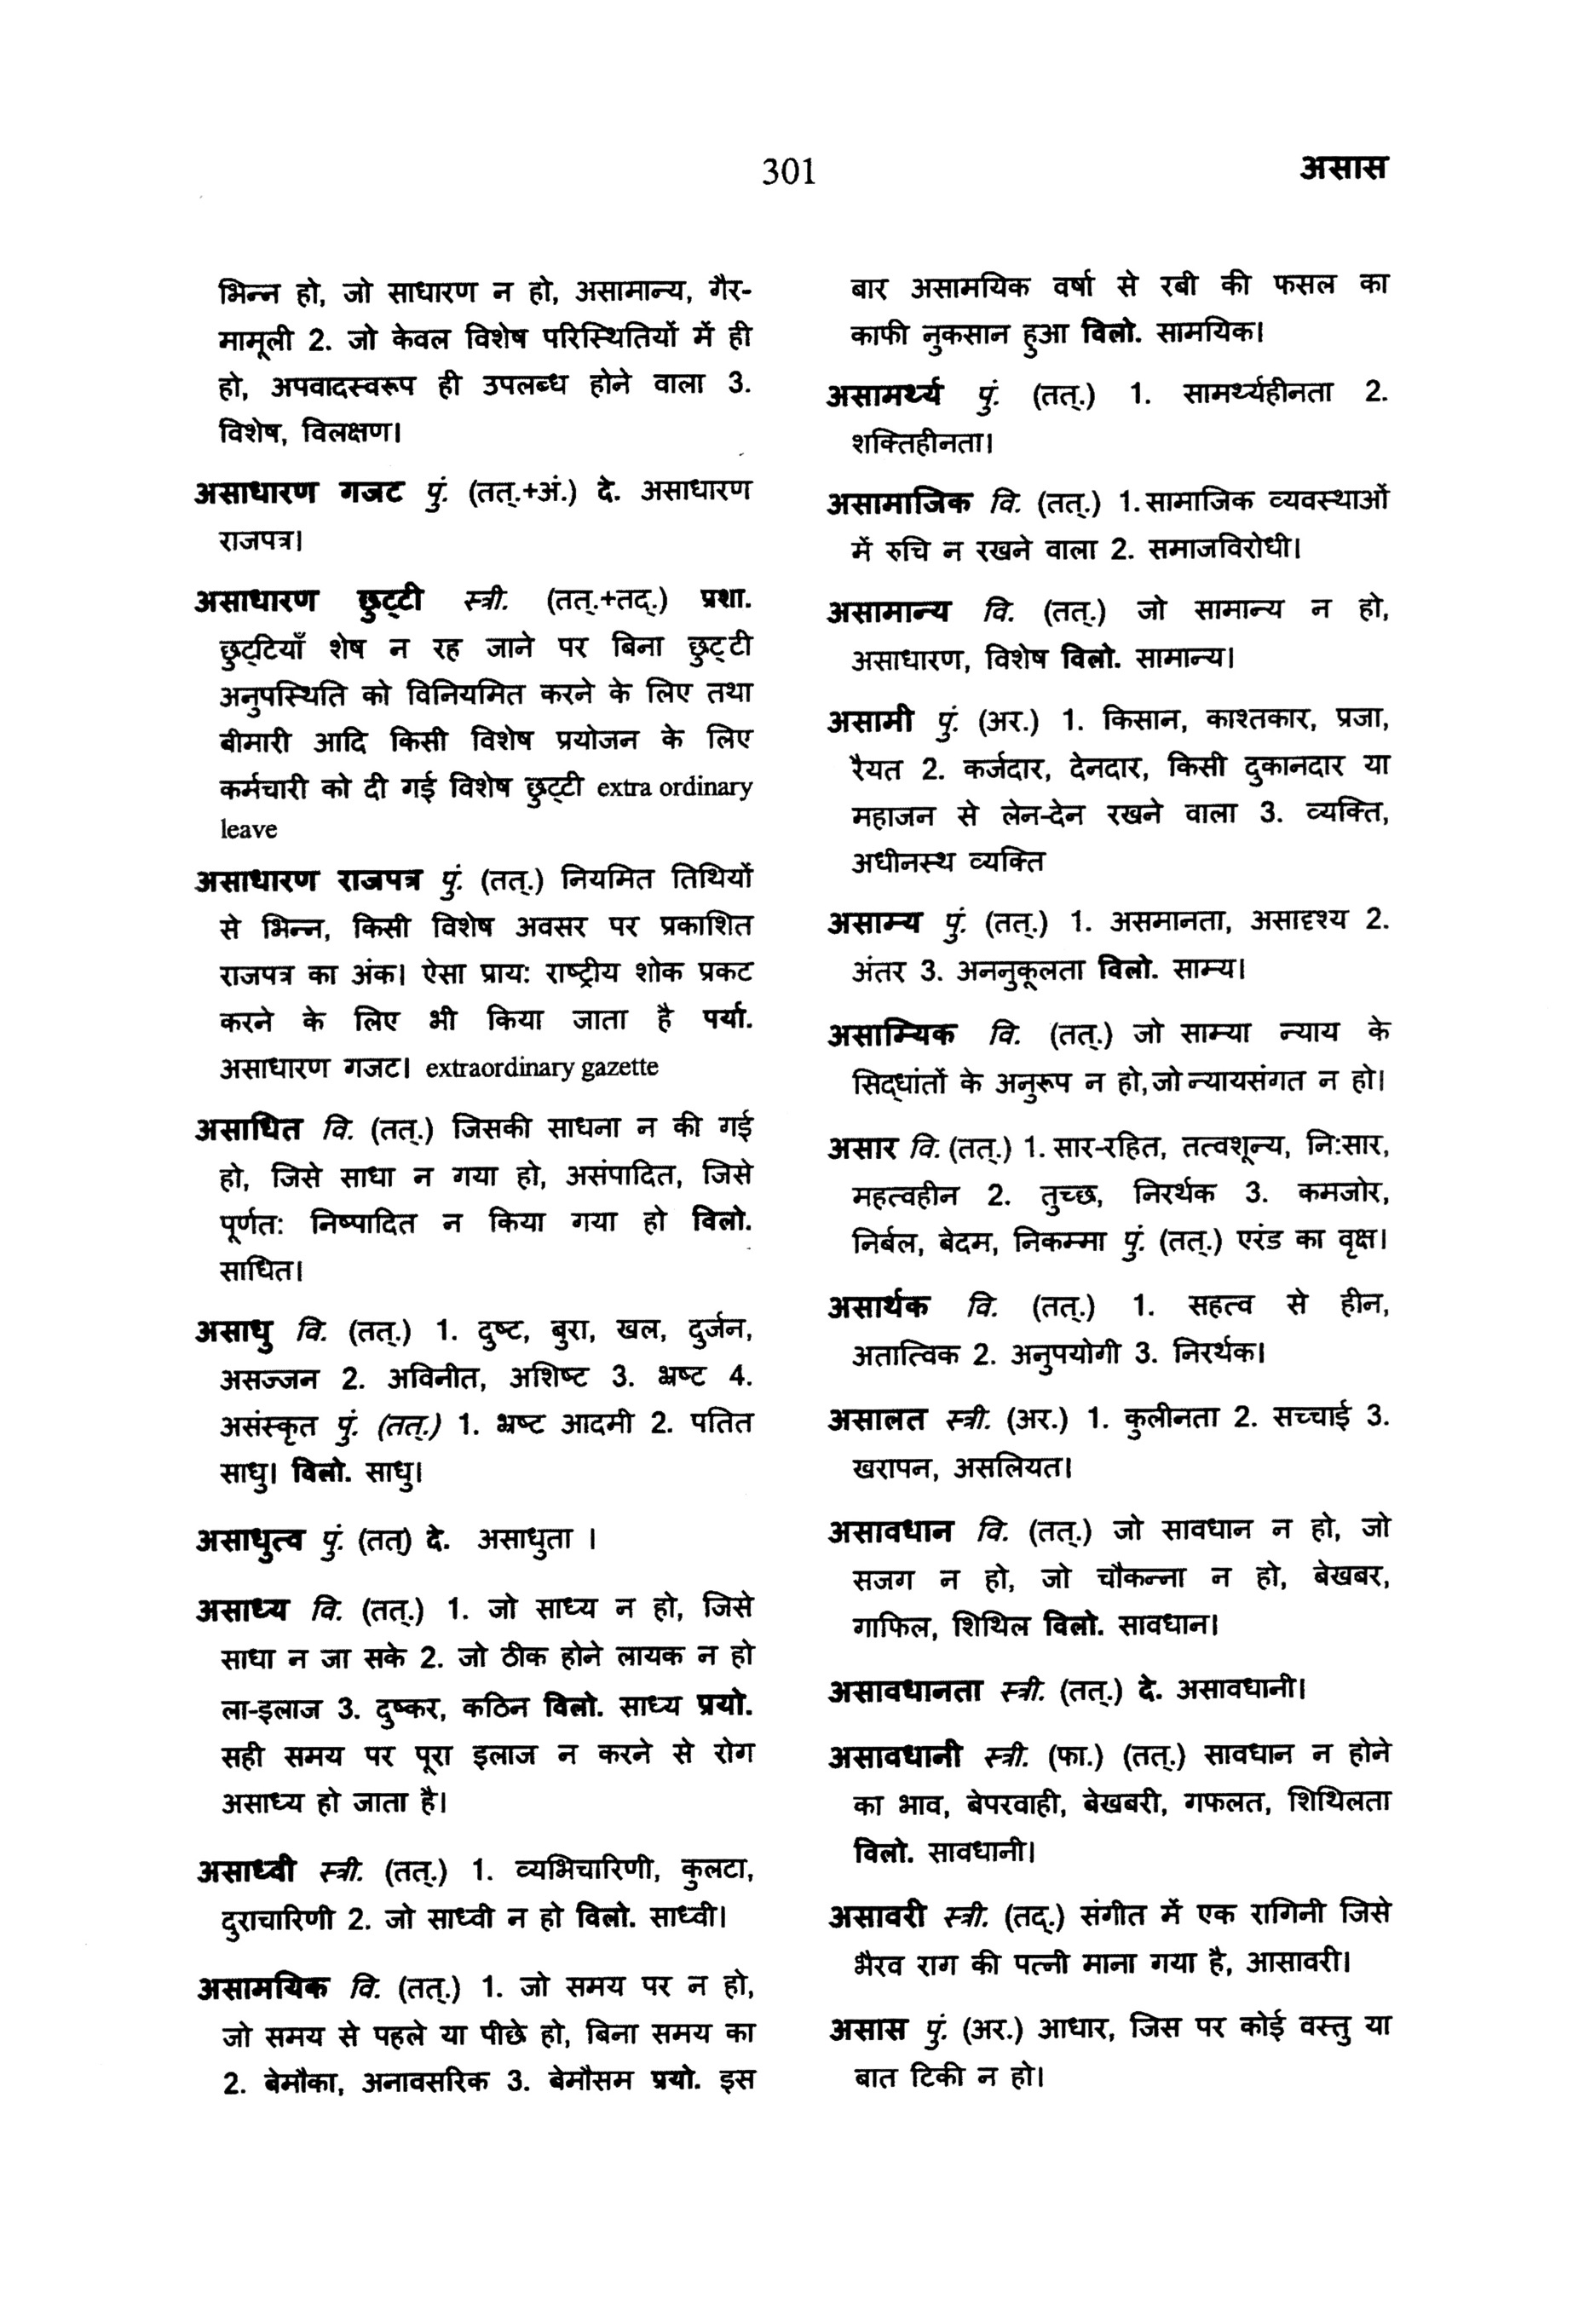 301
असास
भिन्न हो, जो साधारण न हो, असामान्य, गैर-
मामूली 2. जो केवल विशेष परिस्थितियों में ही
हो, अपवादस्वरूप ही उपलब्ध होने वाला 3.
विशेष, विलक्षण।
असाधारण गजट पुं. (तत्.+अं.) दे. असाधारण
राजपत्र।
असाधारण छुट्टी स्त्री. (तत्.+तद्.) प्रशा.
छुट्टियाँ शेष न रह जाने पर बिना छुट्टी
अनुपस्थिति को विनियमित करने के लिए तथा
बीमारी आदि किसी विशेष प्रयोजन के लिए
कर्मचारी को दी गई विशेष छुट्टी extra ordinary
leave
असाधारण राजपत्र पुं. (तत्.) नियमित तिथियों
से भिन्न, किसी विशेष अवसर पर प्रकाशित
राजपत्र का अंक। ऐसा प्राय: राष्ट्रीय शोक प्रकट
करने के लिए भी किया जाता है पर्या.
असाधारण गजट। extraordinary gazette
असाधित वि. (तत्.) जिसकी साधना न की गई
हो, जिसे साधा न गया हो, असंपादित, जिसे
पूर्णत: निष्पादित न किया गया हो विलो.
साधित।
असाधु वि. (तत्.) 1. दुष्ट, बुरा, खल, दुर्जन,
असज्जन 2. अविनीत, अशिष्ट 3. भ्रष्ट 4.
असंस्कृत पुं. (तत्.) 1. भ्रष्ट आदमी 2. पतित
साधु। विलो. साधु।
असाधुत्व पुं. (तत्) दे. असाधुता ।
असाध्य वि. (तत्.) 1. जो साध्य न हो, जिसे
साधा न जा सके 2. जो ठीक होने लायक न हो
ला-इलाज 3. दुष्कर, कठिन विलो. साध्य प्रयो.
सही समय पर पूरा इलाज न करने से रोग
असाध्य हो जाता है।
असाध्वी स्त्री. (तत्.) 1. व्यभिचारिणी, कुलटा,
दुराचारिणी 2. जो साध्वी न हो विलो. साध्वी।
असामयिक वि. (तत्.) 1. जो समय पर न हो,
जो समय से पहले या पीछे हो, बिना समय का
2. बेमौका, अनावसरिक 3. बेमौसम प्रयो. इस
बार असामयिक वर्षा से रबी की फसल का
काफी नुकसान हुआ विलो. सामयिक।
असामर्थ्य पुं. (तत्.) 1. सामर्थ्यहीनता 2.
शक्तिहीनता।
असामाजिक वि. (तत्.) 1. सामाजिक व्यवस्थाओं
में रुचि न रखने वाला 2. समाजविरोधी।
असामान्य वि. (तत्.) जो सामान्य न हो,
असाधारण, विशेष विलो. सामान्य।
असामी पुं. (अर.) 1. किसान, काश्तकार, प्रजा,
रैयत 2. कर्जदार, देनदार, किसी दुकानदार या
महाजन से लेन-देन रखने वाला 3. व्यक्ति,
अधीनस्थ व्यक्ति
असाम्य पुं. (तत्.) 1. असमानता, असादृश्य 2.
अंतर 3. अननुकूलता विलो. साम्य।
असाम्यिक वि. (तत्.) जो साम्या न्याय के
सिद्धांतों के अनुरूप न हो, जो न्यायसंगत न हो।
असार वि. (तत्.) 1. सार-रहित, तत्वशून्य, नि:सार,
महत्वहीन 2. तुच्छ, निरर्थक 3. कमजोर,
निर्बल, बेदम, निकम्मा पुं. (तत्.) एरंड का वृक्ष।
असार्थक वि. (तत्.) 1. सहत्व से हीन,
अतात्विक 2. अनुपयोगी 3. निरर्थक।
असालत स्त्री. (अर.) 1. कुलीनता 2. सच्चाई 3.
खरापन, असलियत।
असावधान वि. (तत्.) जो सावधान न हो, जो
सजग न हो, जो चौकन्ना न हो, बेखबर,
गाफिल, शिथिल विलो. सावधान।
असावधानता स्त्री. (तत्.) दे. असावधानी।
असावधानी स्त्री. (फा.) (तत्.) सावधान न होने
का भाव, बेपरवाही, बेखबरी, गफलत, शिथिलता
विलो. सावधानी।
असावरी स्त्री. (तद्.) संगीत में एक रागिनी जिसे
भैरव राग की पत्नी माना गया है, आसावरी।
असास पुं. (अर.) आधार, जिस पर कोई वस्तु या
बात टिकी न हो।